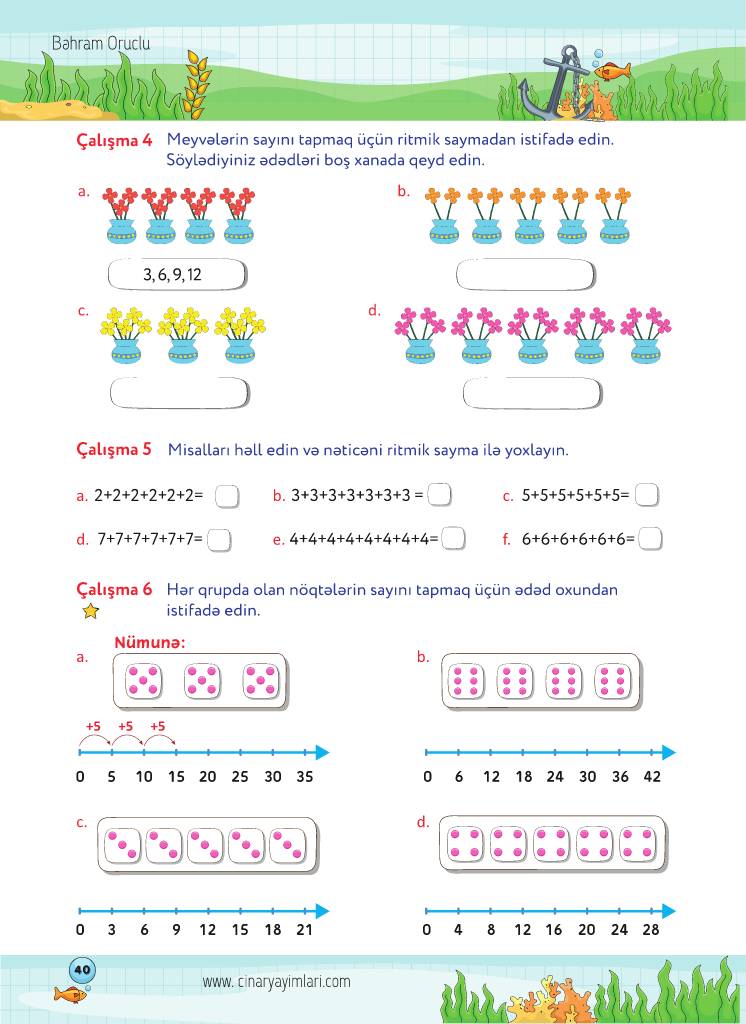 Bahram Oruclu
Çalışma 4 Meyvələrin sayını tapmaq üçün ritmik saymadan istifadə edin.
Söylədiyiniz ədədləri boş xanada qeyd edin.
a. b.
3, 6, 9, 12
c. d.
Çalışma 5 Misalları həll edin və nəticəni ritmik sayma ilə yoxlayın.
a. 2+2+2+2+2+2= b. 3+3+3+3+3+3+3 = c. 5+5+5+5+5+5=
d. 7+7+7+7+7+7= e. 4+4+4+4+4+4+4+4= f. 6+6+6+6+6+6=
Çalışma 6 Hər qrupda olan nöqtələrin sayını tapmaq üçün ədəd oxundan
istifadə edin.
Nümunə:
a. b.
+5 +5 +5
0 5 10 15 20 25 30 35 0 6 12 18 24 30 36 42
c. d.
0 3 6 9 12 15 18 21 0 4 8 12 16 20 24 28
40
www. cinaryayimlari.com